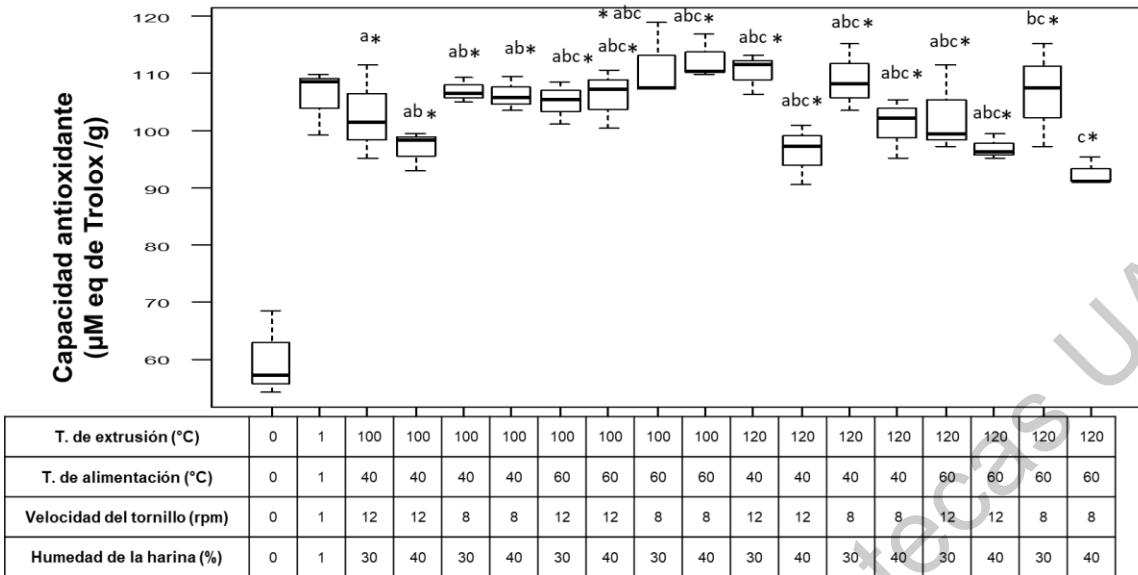 120
110
100
90
80
70
60
Capacidad antioxidante
(µM eq de Trolox /g)
a*
ab*
ab*
ab*
abc*
abc*
* abc
abc*
abc*
abc*
abc*
abc*
abc*
abc*
bc*
c*
T. de extrusión (°C) 0 1 100 100 100 100 100 100 100 100 120 120 120 120 120 120 120 120
T. de alimentación (°C) 0 1 40 40 40 40 60 60 60 60 40 40 40 40 60 60 60 60
Velocidad del tornillo (rpm) 0 1 12 12 8 8 12 12 8 8 12 12 8 8 12 12 8 8
Humedad de la harina (%) 0 1 30 40 30 40 30 40 30 40 30 40 30 40 30 40 30 40